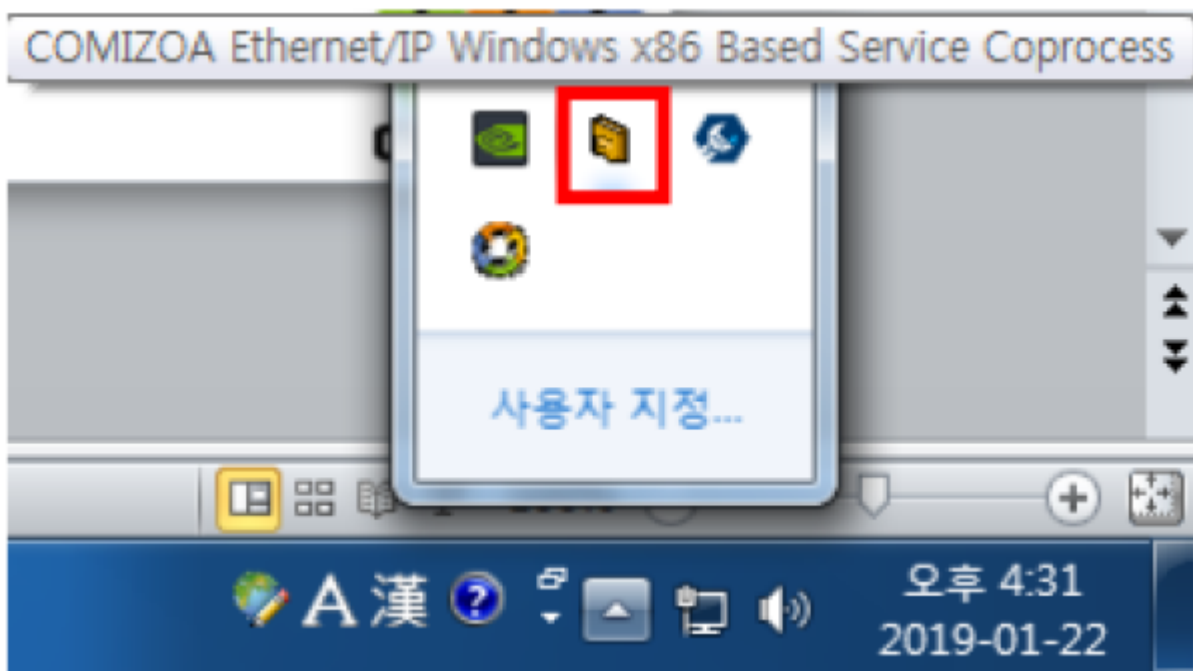 COMIZOA Ethernet/IP Windows x86 Based Service Coprocess
사용자 지정...
A 漢 ?
오후 4:31
2019-01-22